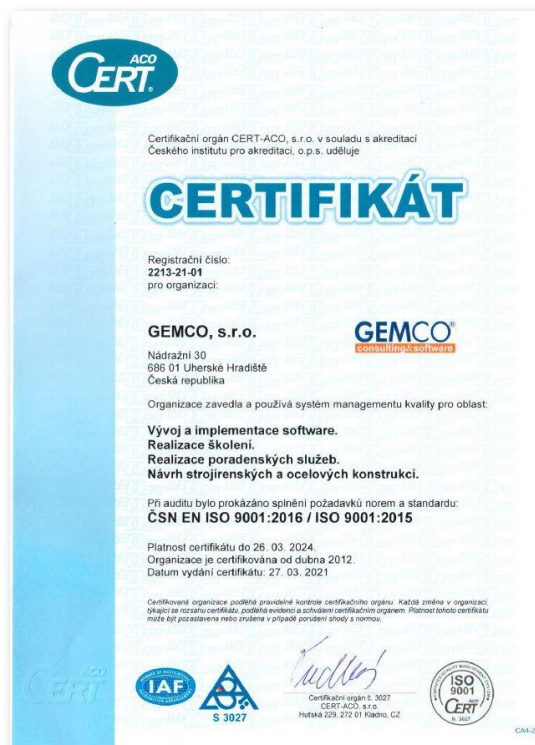 ACO
CERT®
Certifikační orgán CERT-ACO, s.r.o. v souladu s akreditací
Českého institutu pro akreditaci, o.p.s. uděluje
CERTIFIKÁT
Registrační číslo:
2213-21-01
pro organizaci:
GEMCO, s.r.o.
GEMCO®
consulting&software
Nádražní 30
686 01 Uherské Hradiště
Česká republika
Organizace zavedla a používá systém managementu kvality pro oblast:
Vývoj a implementace software.
Realizace školení.
Realizace poradenských služeb.
Návrh strojírenských a ocelových konstrukcí.
Při auditu bylo prokázáno splnění požadavků norem a standardu:
ČSN EN ISO 9001:2016 / ISO 9001:2015
Platnost certifikátu do 26. 03. 2024.
Organizace je certifikována od dubna 2012.
Datum vydání certifikátu: 27. 03. 2021
Certifikovaná organizace podléhá pravidelné kontrole certifikačního orgánu. Každá změna v organizaci,
týkající se rozsahu certifikátu, podléhá evidenci a schválení certifikačním orgánem. Platnost tohoto certifikátu
může být pozastavena nebo zrušena v případě porušení shody s normou.
ACO
CERT
IAF
S 3027
Certifikační orgán č. 3027
CERT-ACO, s.r.o.
Huťská 229, 272 01 Kladno, CZ
ISO
9001
CERT
N. 3027
CA4-2